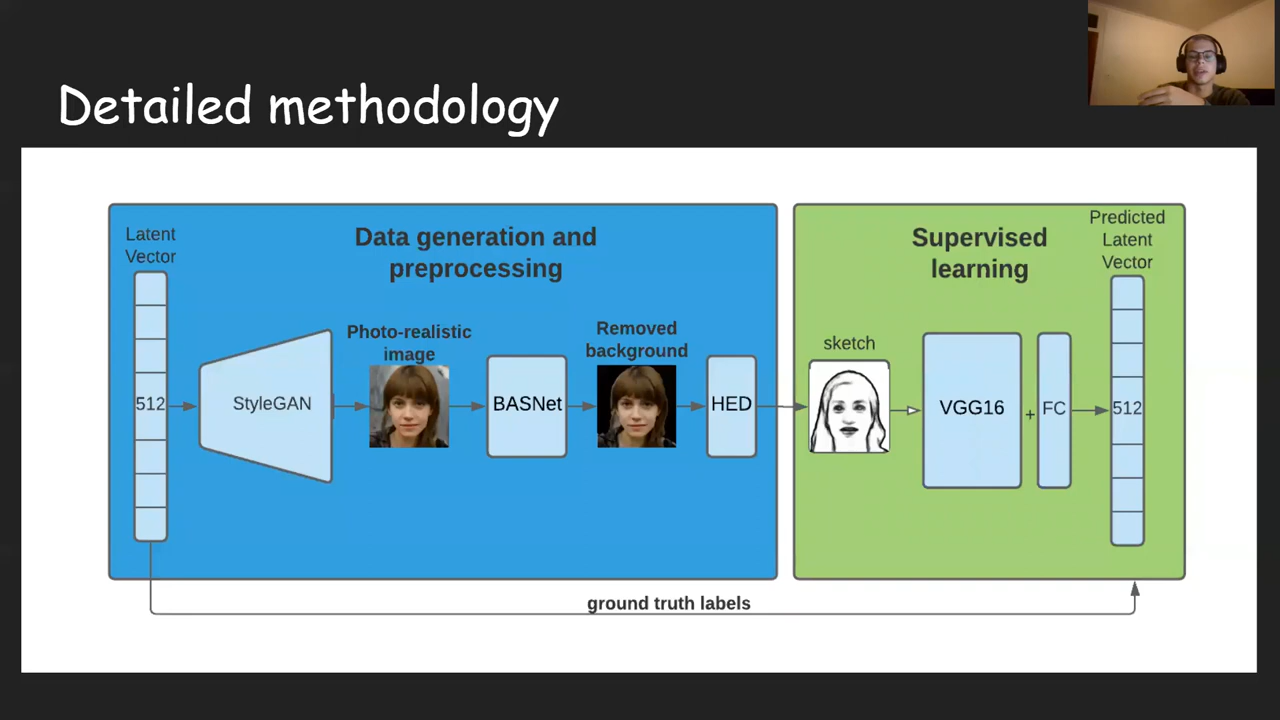 Detailed methodology
Latent
Vector
512
Data generation and
preprocessing
StyleGAN
Photo-realistic
image
BASNet
Removed
background
HED
Supervised
learning
sketch
VGG16
+
FC
Predicted
Latent
Vector
512
ground truth labels